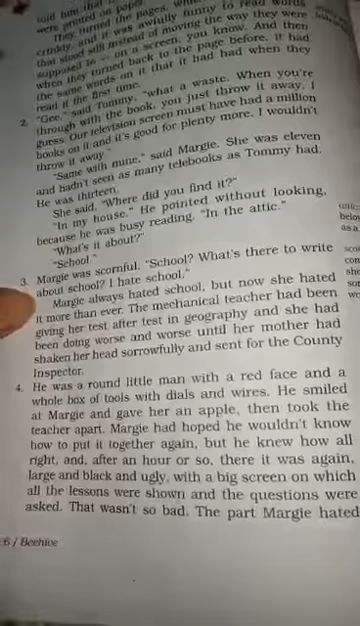 told him that
were printed on paper.
They turned the pages,
crinkly, and it was awfully funny to read words
that stood still instead of moving the way they were
supposed to — on a screen, you know. And then
when they turned back to the page before, it had
the same words on it that it had had when they
read it the first time.
2. "Gee," said Tommy, "what a waste. When you're
through with the book, you just throw it away, I
guess. Our television screen must have had a million
books on it and it's good for plenty more. I wouldn't
throw it away."
"Same with mine," said Margie. She was eleven
and hadn't seen as many telebooks as Tommy had.
He was thirteen.
She said, "Where did you find it?"
"In my house." He pointed without looking,
because he was busy reading. "In the attic."
"What's it about?"
"School."
3. Margie was scornful. "School? What's there to write
about school? I hate school."
Margie always hated school, but now she hated
it more than ever. The mechanical teacher had been
giving her test after test in geography and she had
been doing worse and worse until her mother had
shaken her head sorrowfully and sent for the County
Inspector.
4. He was a round little man with a red face and a
whole box of tools with dials and wires. He smiled
at Margie and gave her an apple, then took the
teacher apart. Margie had hoped he wouldn't know
how to put it together again, but he knew how all
right, and, after an hour or so, there it was again,
large and black and ugly, with a big screen on which
all the lessons were shown and the questions were
asked. That wasn't so bad. The part Margie hated
6 / Beehive